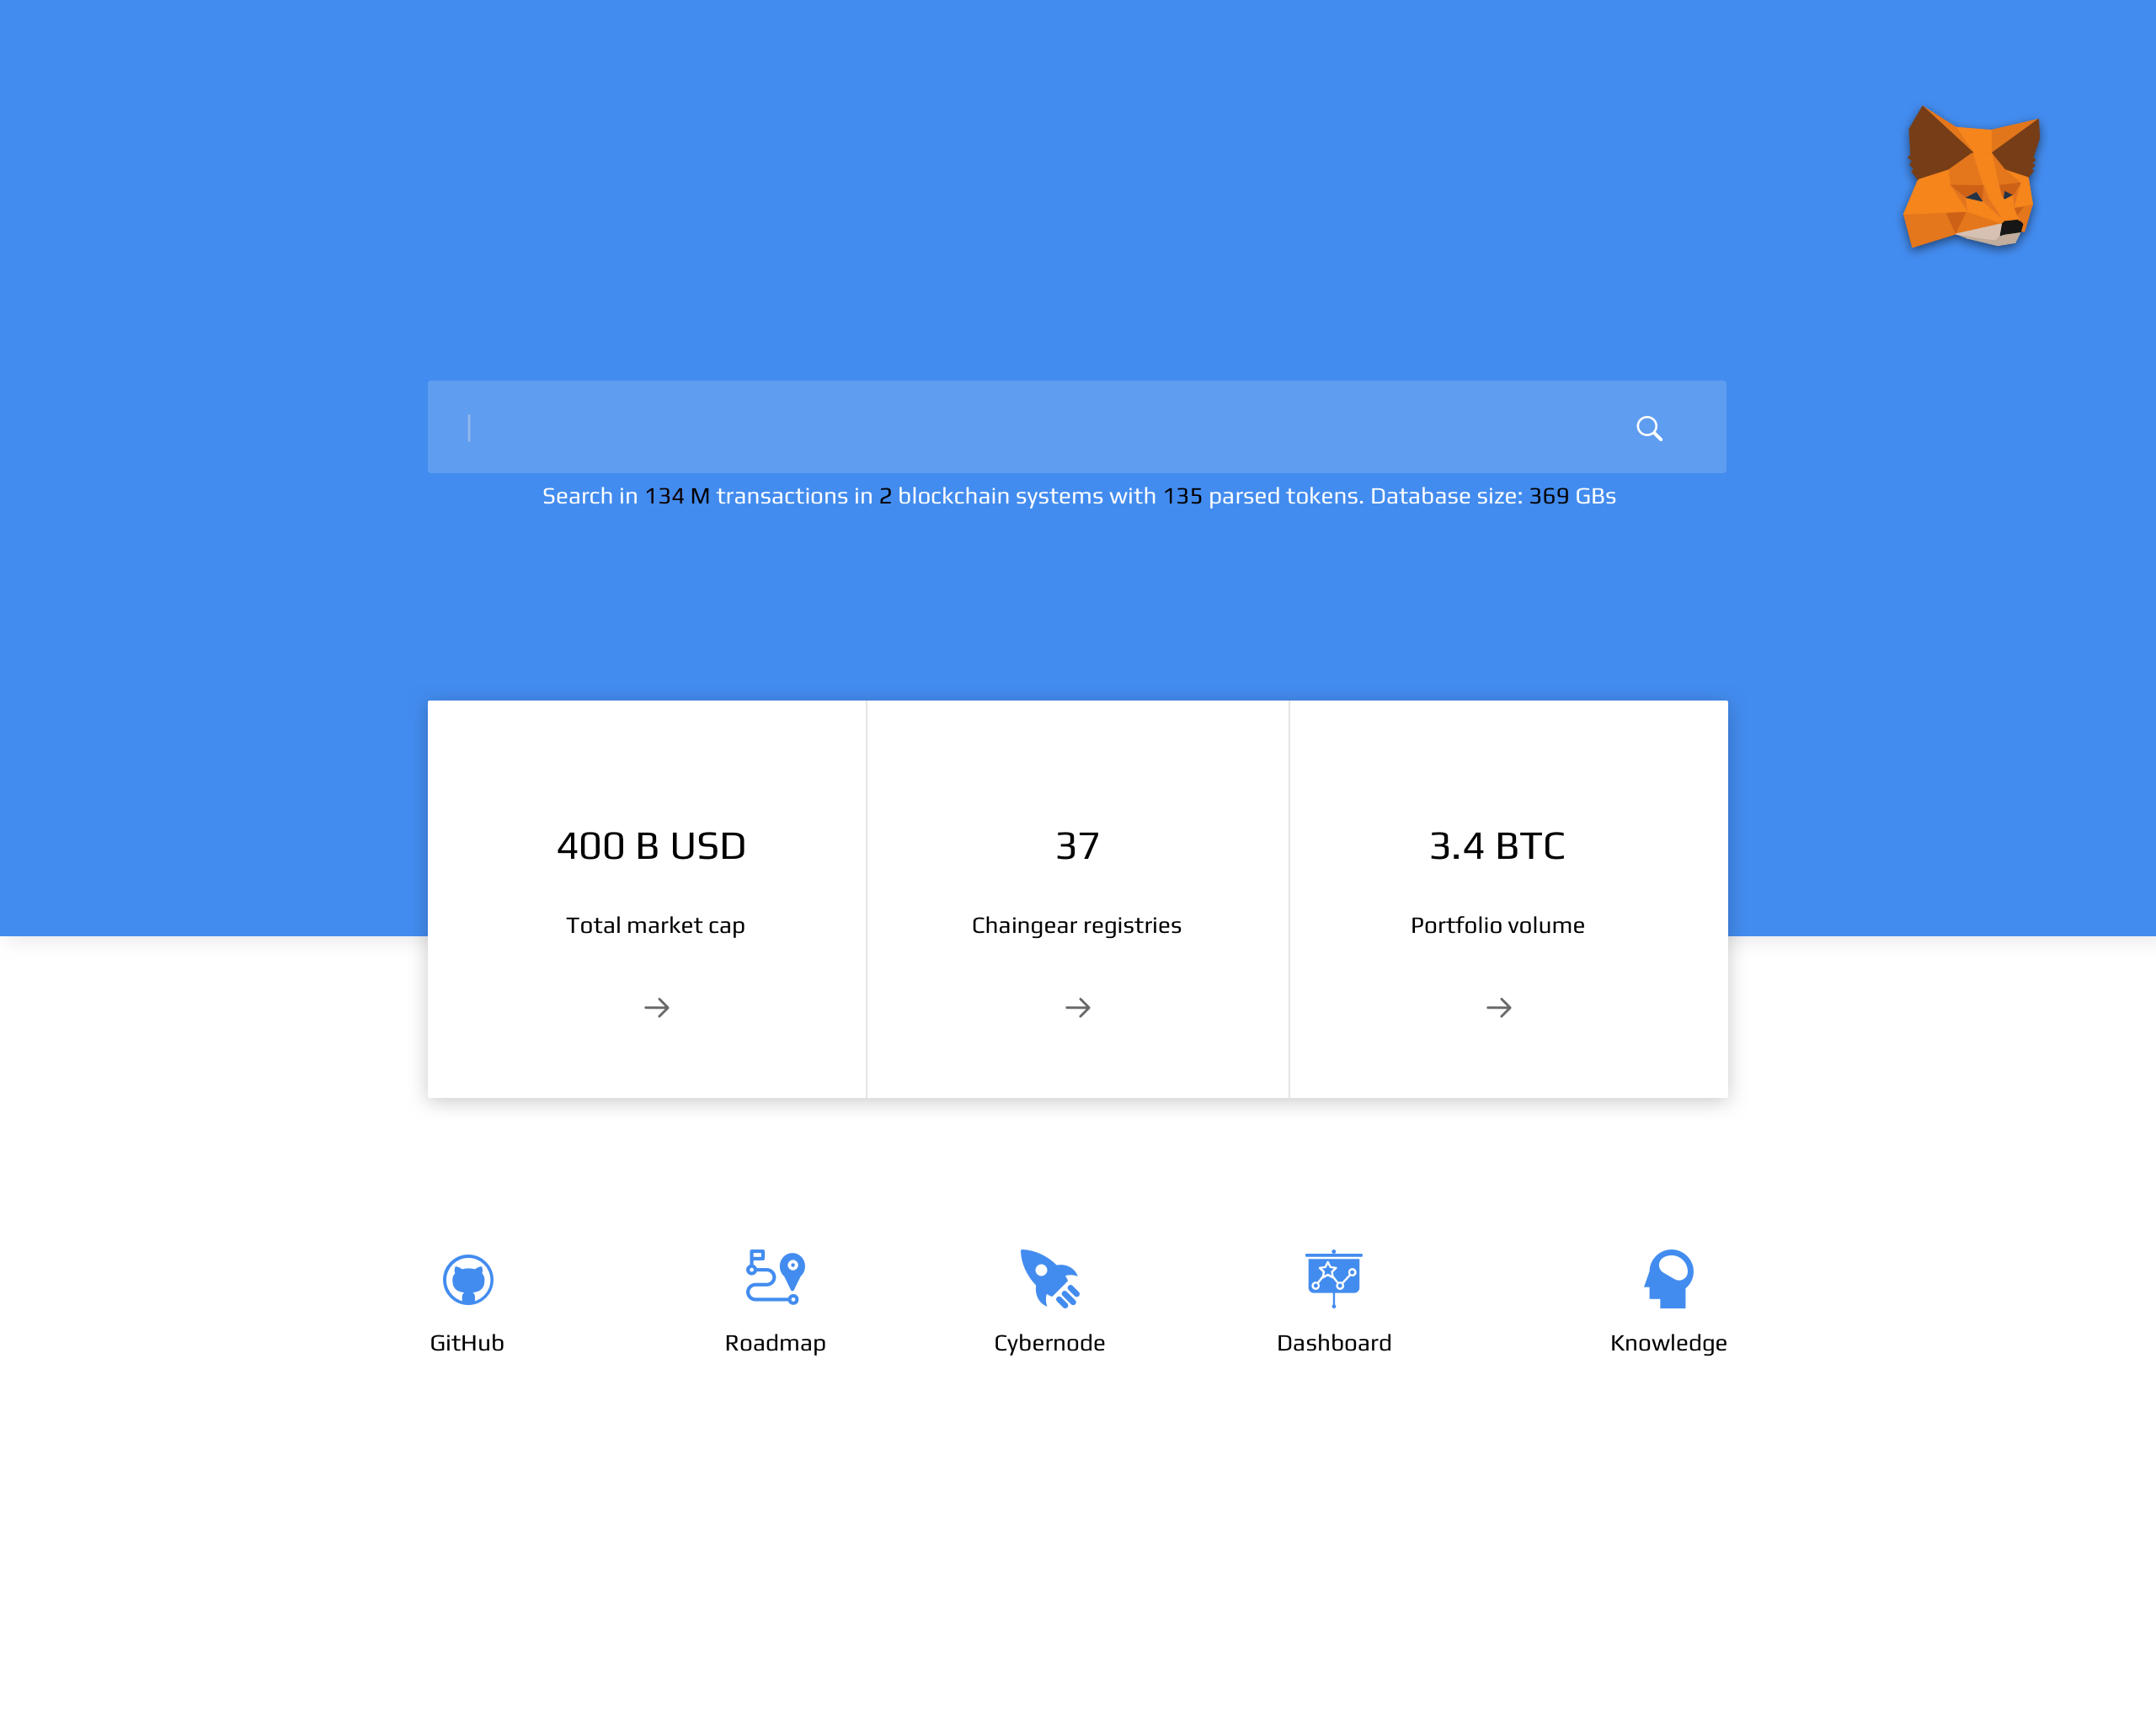 Search in 134 M transactions in 2 blockchain systems with 135 parsed tokens. Database size: 369 GBs
400 B USD
Total market cap
37
Chaingear registries
3.4 BTC
Portfolio volume
GitHub
Roadmap
Cybernode
Dashboard
Knowledge